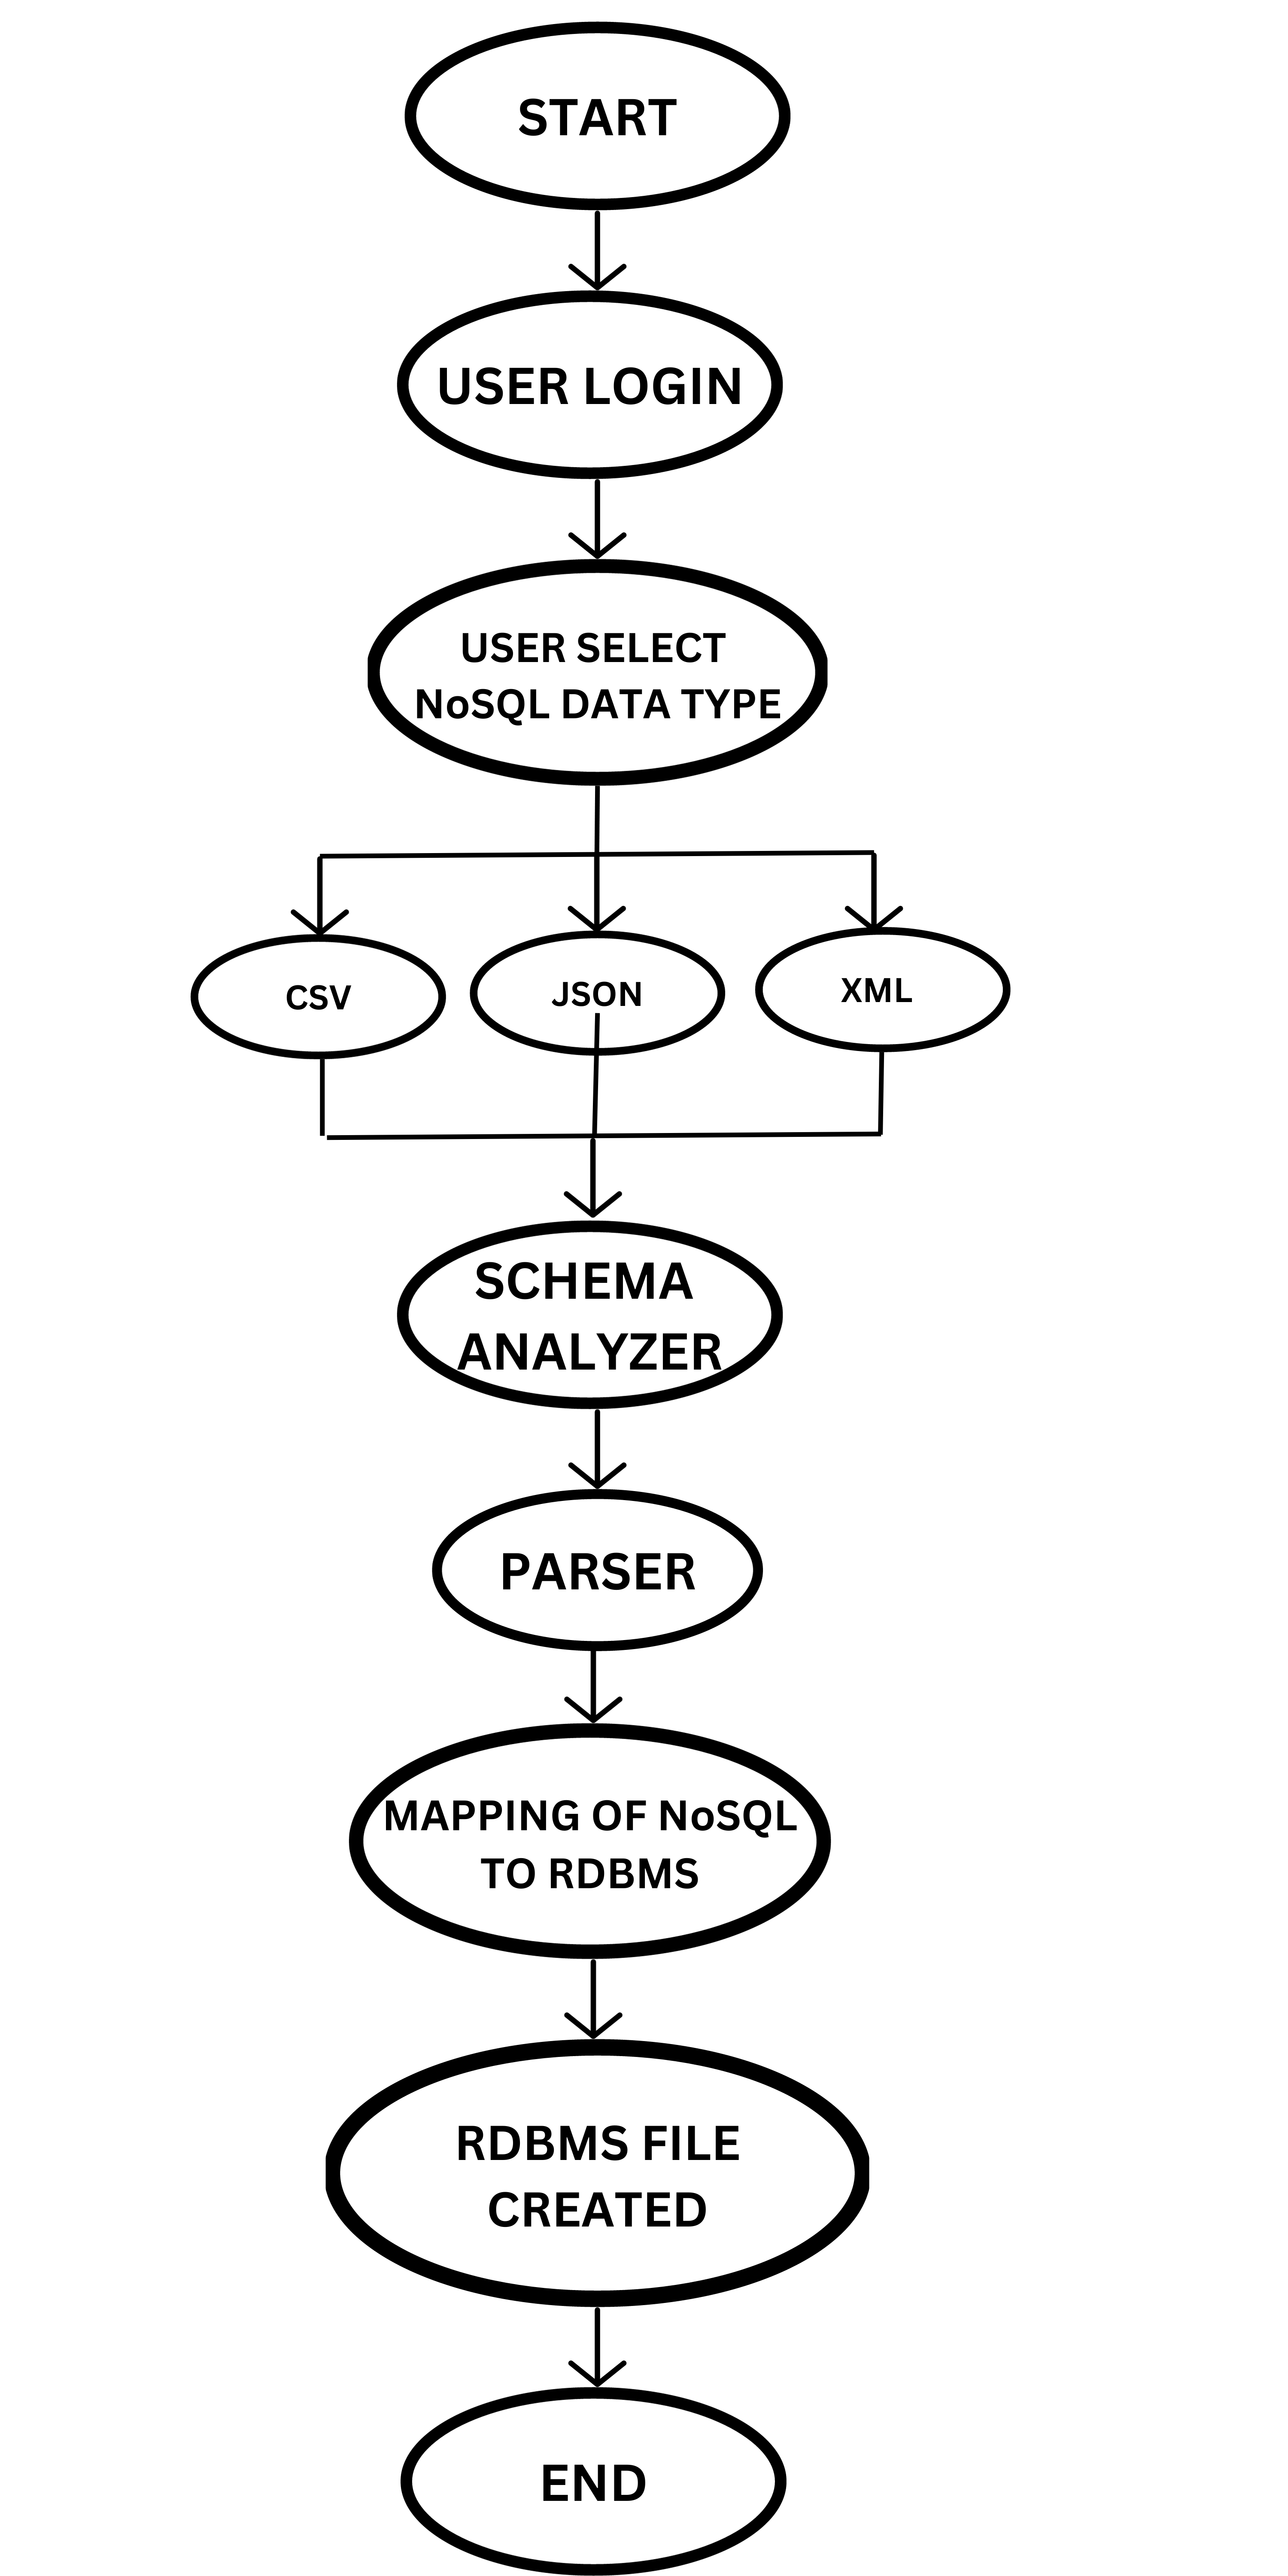 START
USER LOGIN
USER SELECT
NoSQL DATA TYPE
CSV
JSON
XML
SCHEMA
ANALYZER
PARSER
MAPPING OF NoSQL
TO RDBMS
RDBMS FILE
CREATED
END